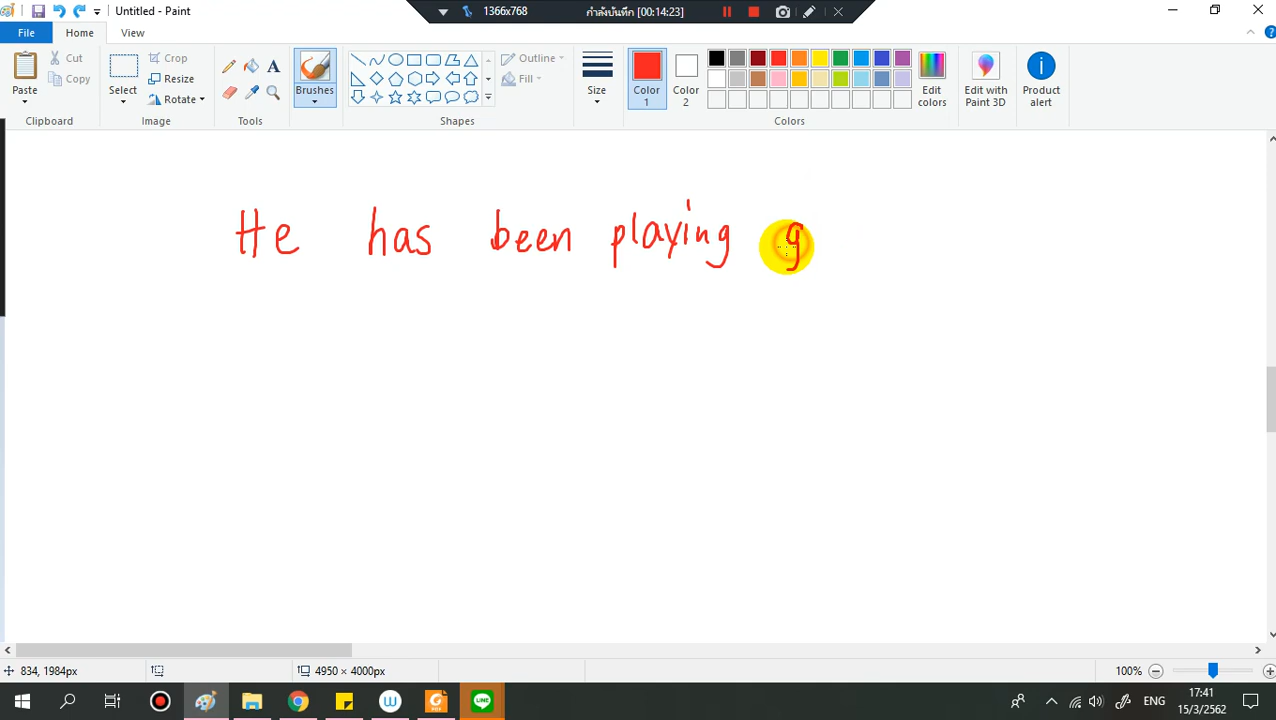 Untitled - Paint
1366x768
กำลังบันทึก [00:14:23]
File
Home
View
Paste
Cut
Copy
Clipboard
Select
Crop
Resize
Rotate
Image
Tools
Brushes
Outline
Fill
Shapes
Size
Color 1
Color 2
Edit colors
Colors
Edit with Paint 3D
Product alert
He has been playing g
834, 1984px
4950 × 4000px
100%
ENG
17:41
15/3/2562